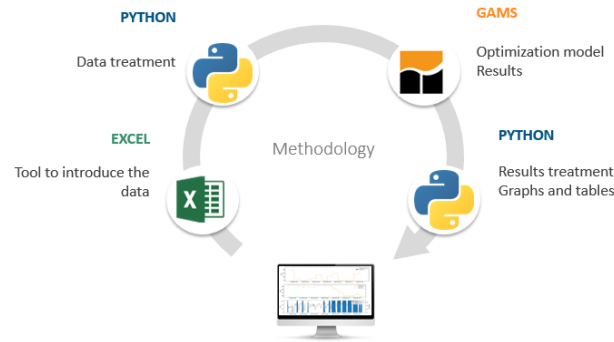 PYTHON
Data treatment
GAMS
Optimization model
Results
EXCEL
Tool to introduce the
data
X
Methodology
PYTHON
Results treatment
Graphs and tables